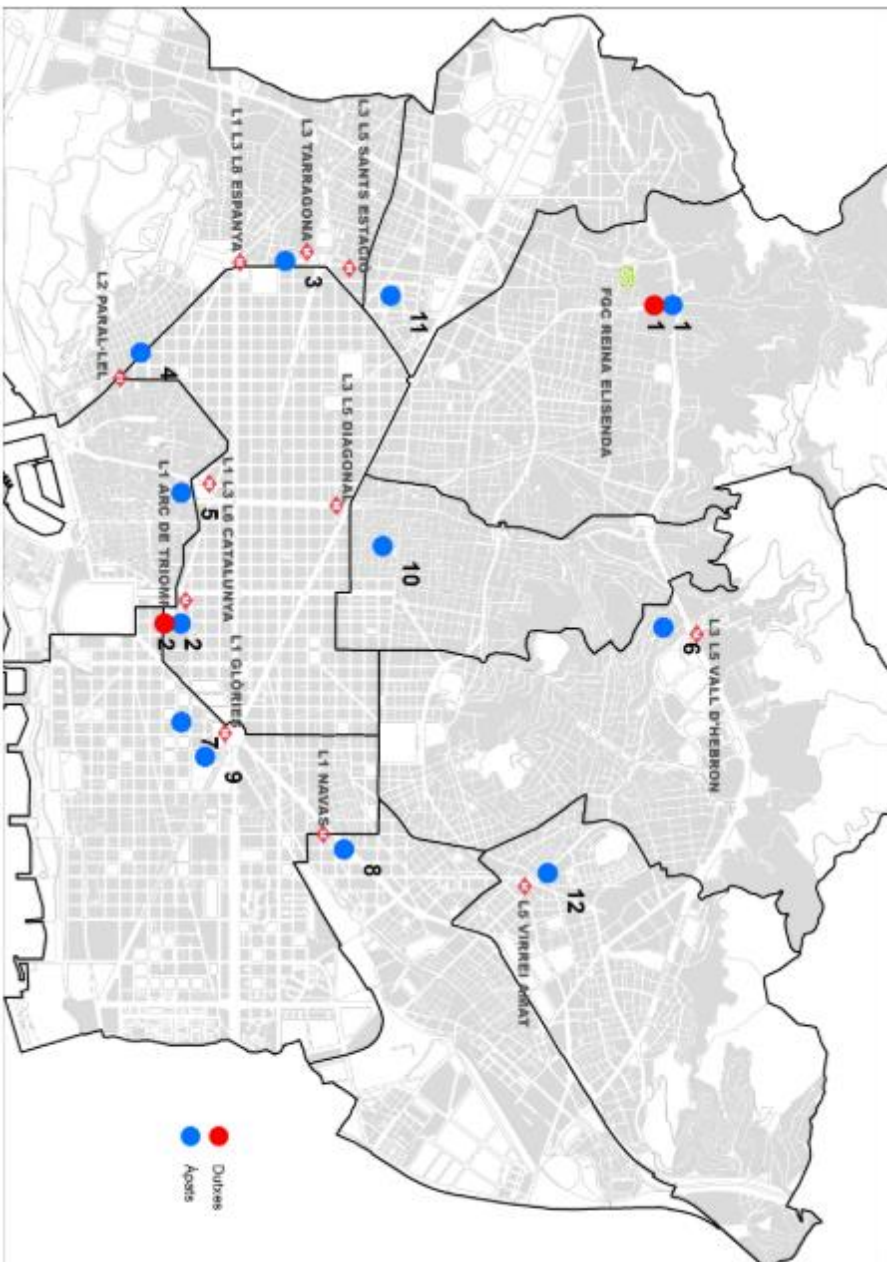 L3 L5 VALL D'HEBRON
6
1
1
FGC REINA ELISENDA
12
L5 VIRREI AMAT
11
10
8
L3 L5 SANTS ESTACIO
L3 L5 DIAGONAL
L1 NAVAS
3
L3 TARRAGONA
L1 L3 L8 ESPANYA
L1 GLÒRIES
9
L1 L3 L6 CATALUNYA
7
5
2
4
2
L1 ARC DE TRIOMF
L2 PARAL·LEL
Dutxes
Àpats